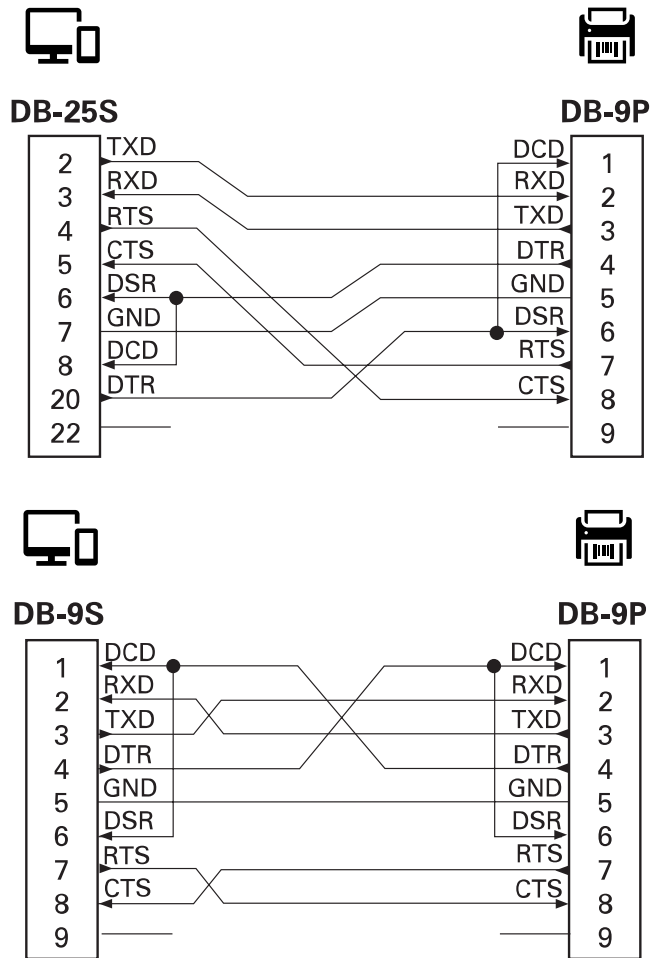 DB-25S DB-9P
TXD DCD
2 1
RXD RXD
3 2
RTS TXD
4 3
CTS DTR
5 4
DSR GND
6 5
GND DSR
7 6
DCD RTS
8 7
DTR CTS
20 8
22 9
DB-9S DB-9P
DCD DCD
1 1
RXD RXD
2 2
TXD TXD
3 3
DTR DTR
4 4
GND GND
5 5
DSR DSR
6 6
RTS RTS
7 7
CTS CTS
8 8
9 9